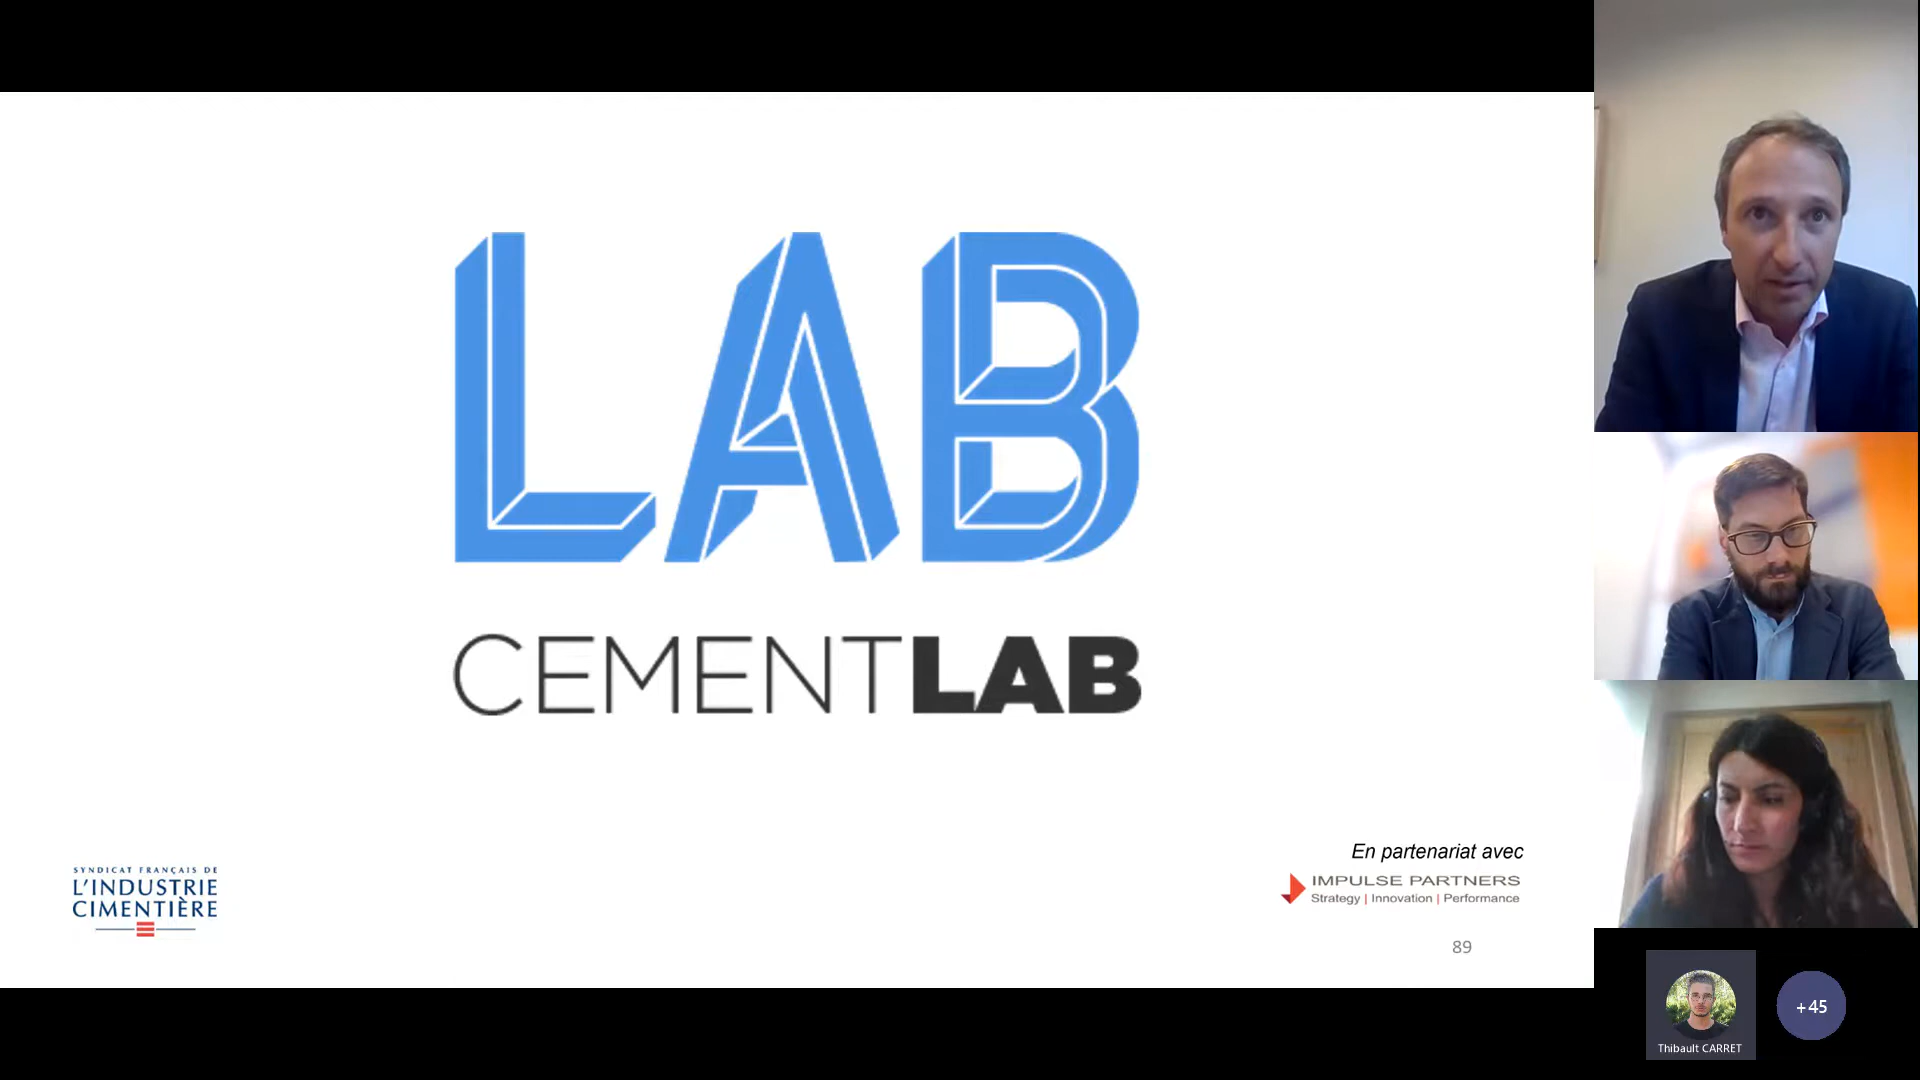 LAB
CEMENTLAB
SYNDICAT FRANÇAIS DE
L'INDUSTRIE
CIMENTIÈRE
En partenariat avec
IMPULSE PARTNERS
Strategy | Innovation | Performance
89
Thibault CARRET
+45